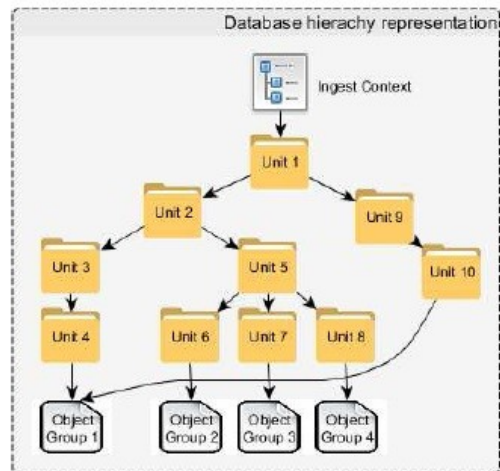 Database hierachy representation
Ingest Context
Unit 1
Unit 2
Unit 9
Unit 3
Unit 5
Unit 10
Unit 4
Unit 6
Unit 7
Unit 8
Object
Group 1
Object
Group 2
Object
Group 3
Object
Group 4